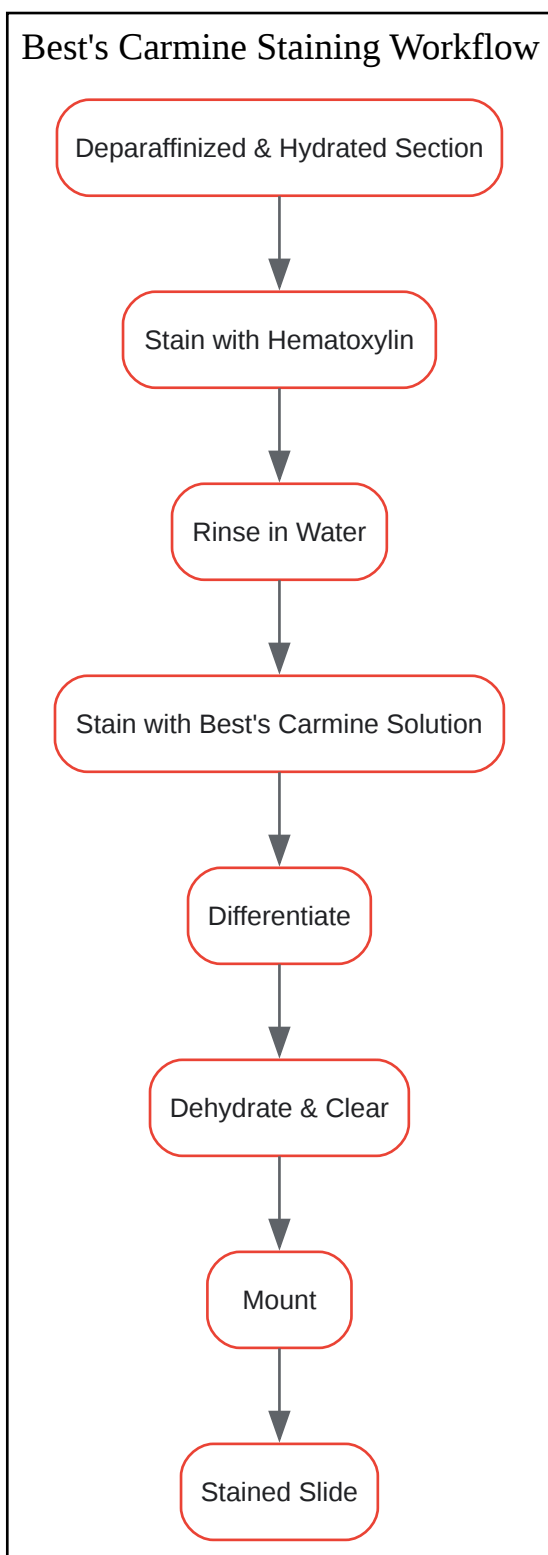 Best's Carmine Staining Workflow
Deparaffinized & Hydrated Section
Stain with Hematoxylin
Rinse in Water
Stain with Best's Carmine Solution
Differentiate
Dehydrate & Clear
Mount
Stained Slide